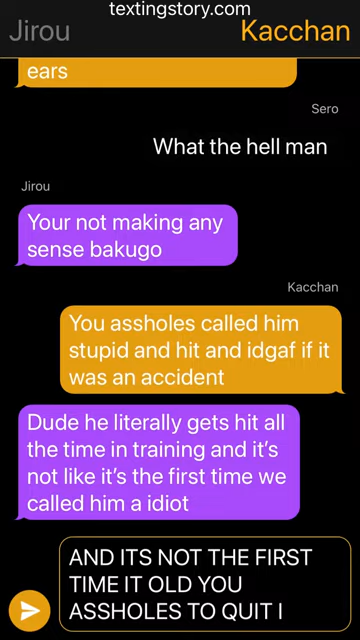 textingstory.com
Jirou
Kacchan
ears
Sero
What the hell man
Jirou
Your not making any
sense bakugo
Kacchan
You assholes called him
stupid and hit and idgaf if it
was an accident
Dude he literally gets hit all
the time in training and it's
not like it's the first time we
called him a idiot
AND ITS NOT THE FIRST
TIME IT OLD YOU
ASSHOLES TO QUIT I